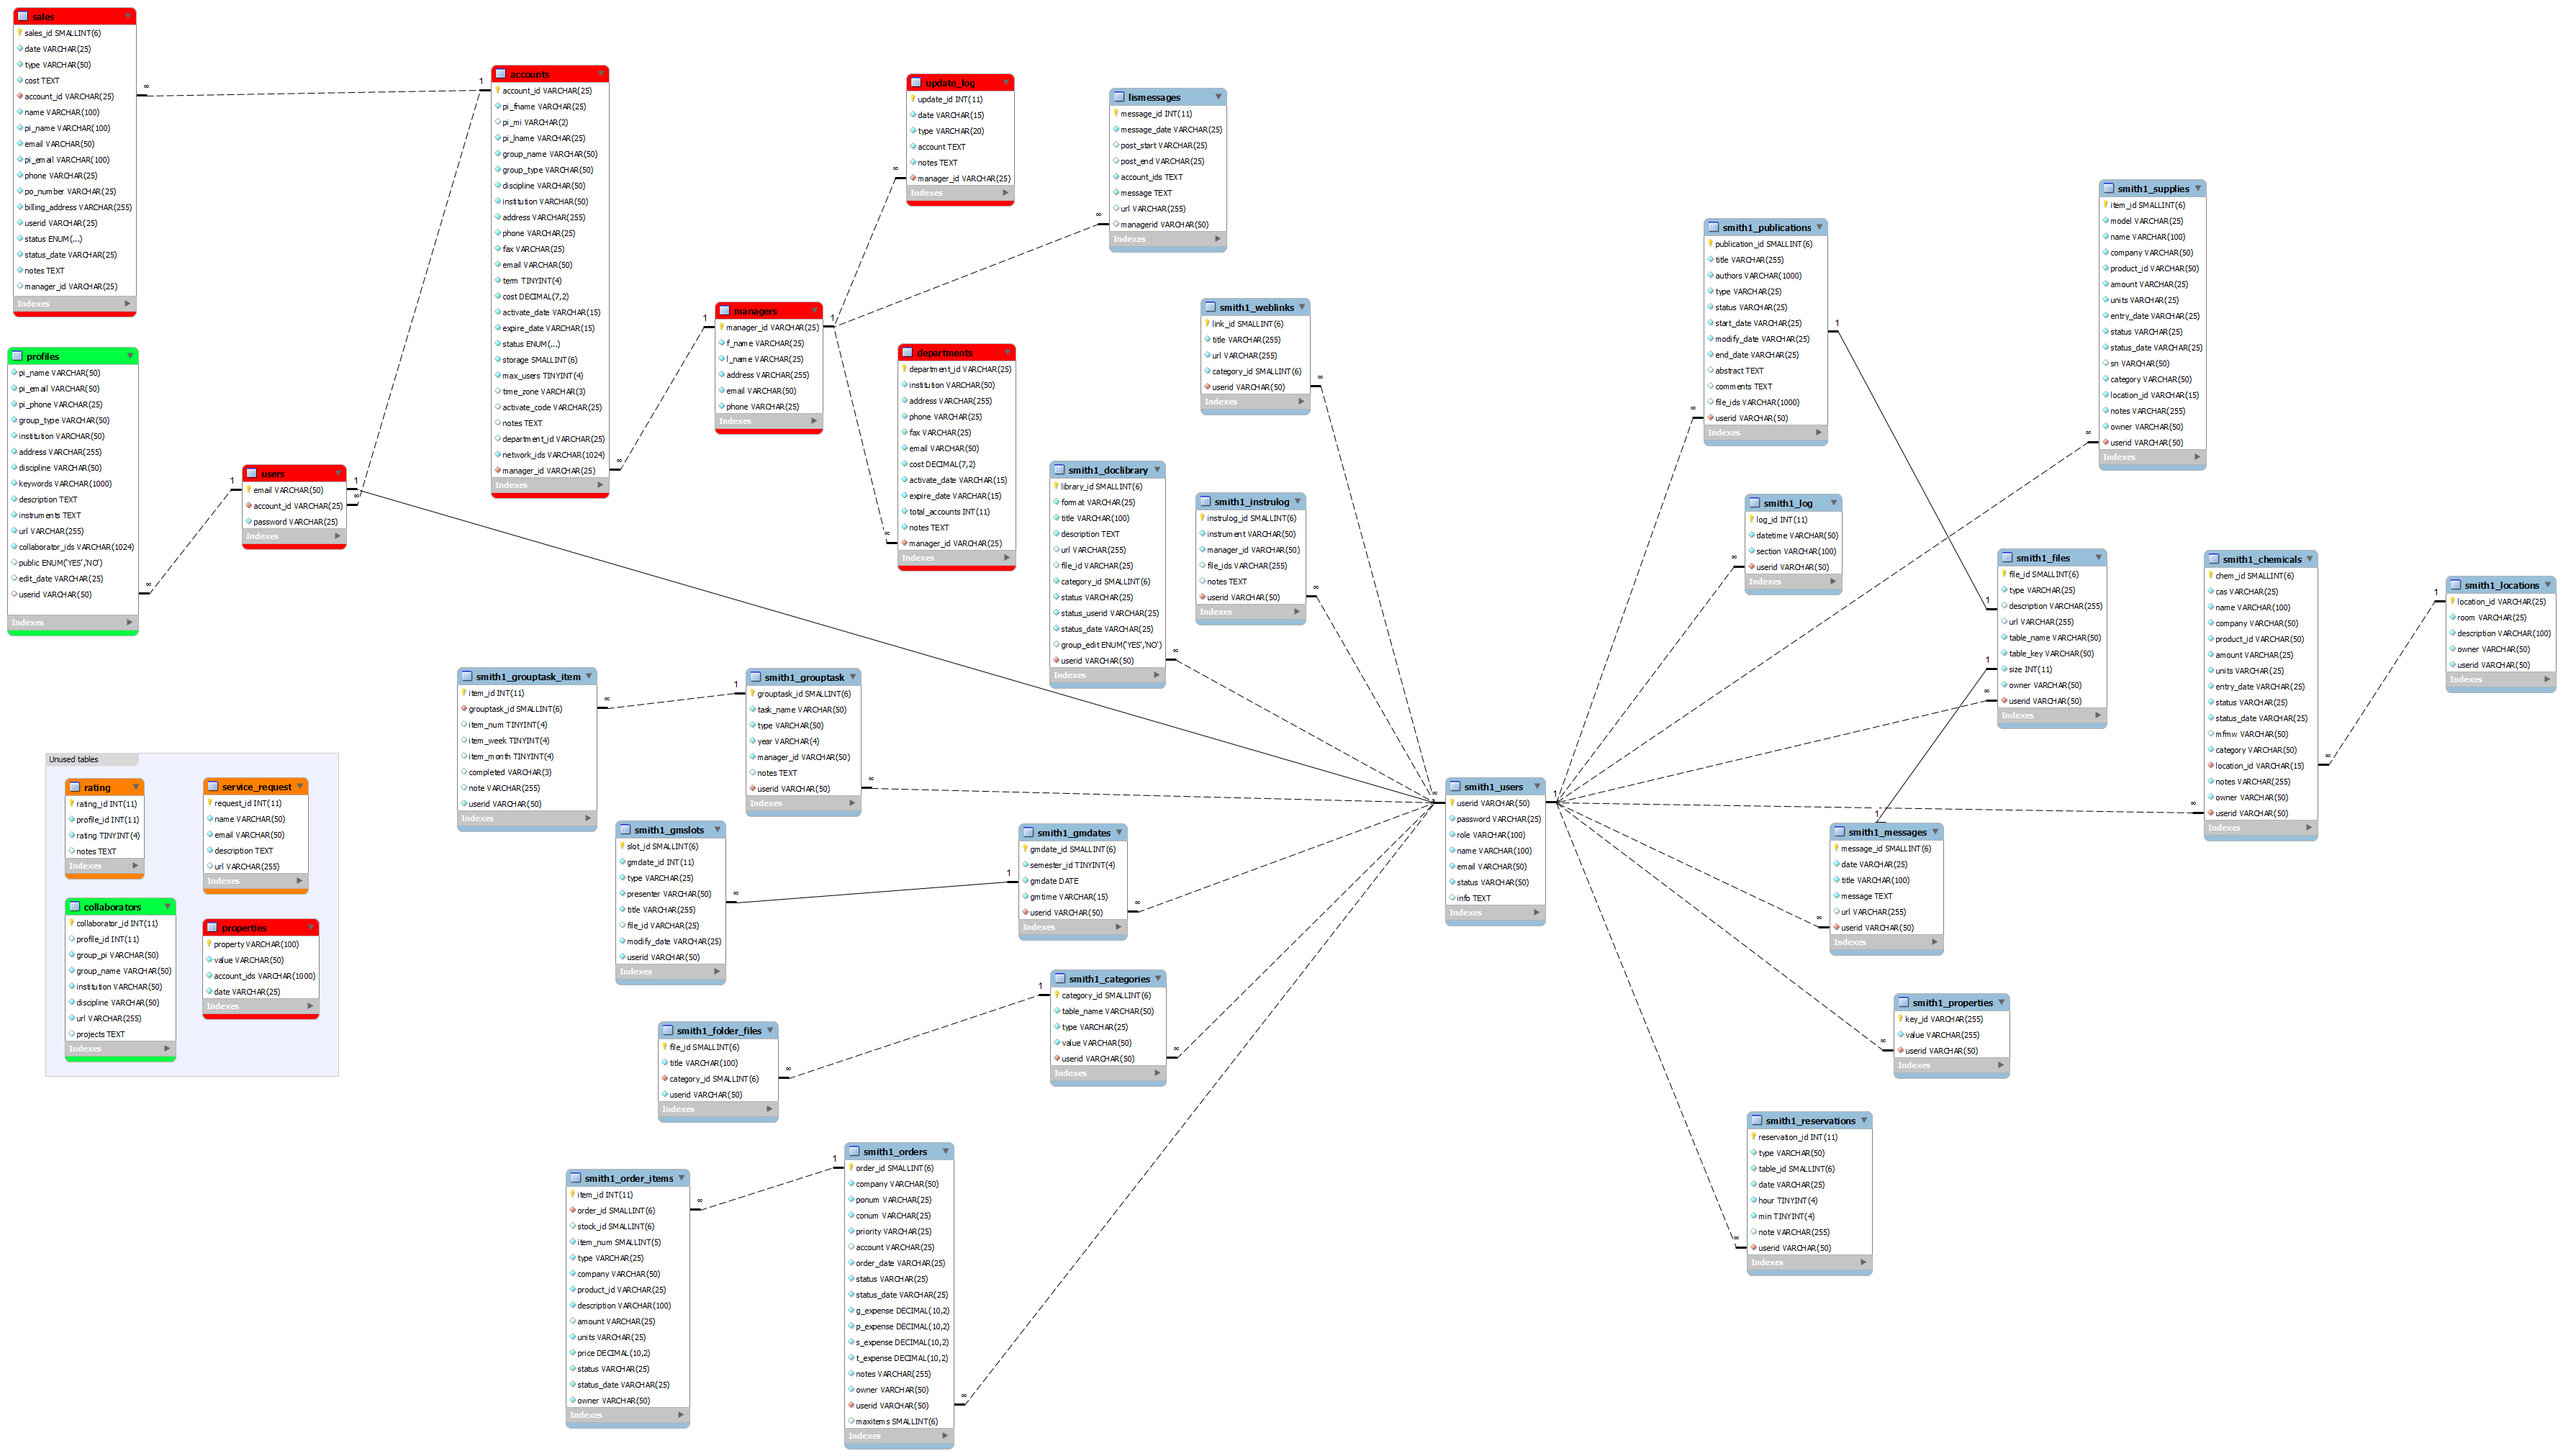 sales
sales_id SMALLINT(6)
date VARCHAR(25)
type VARCHAR(50)
cost TEXT
account_id VARCHAR(25)
name VARCHAR(100)
pi_name VARCHAR(100)
email VARCHAR(50)
pi_email VARCHAR(100)
phone VARCHAR(25)
po_number VARCHAR(25)
billing_address VARCHAR(255)
userid VARCHAR(25)
status ENUM(...)
status_date VARCHAR(25)
notes TEXT
manager_id VARCHAR(25)
Indexes
∞
1
accounts
account_id VARCHAR(25)
pi_fname VARCHAR(25)
pi_mi VARCHAR(2)
pi_lname VARCHAR(25)
group_name VARCHAR(50)
group_type VARCHAR(50)
discipline VARCHAR(50)
institution VARCHAR(50)
address VARCHAR(255)
phone VARCHAR(25)
fax VARCHAR(25)
email VARCHAR(50)
term TINYINT(4)
cost DECIMAL(7,2)
activate_date VARCHAR(15)
expire_date VARCHAR(15)
status ENUM(...)
storage SMALLINT(6)
max_users TINYINT(4)
time_zone VARCHAR(3)
activate_code VARCHAR(25)
notes TEXT
department_id VARCHAR(25)
network_ids VARCHAR(1024)
manager_id VARCHAR(25)
Indexes
∞
1
update_log
update_id INT(11)
date VARCHAR(15)
type VARCHAR(20)
account TEXT
notes TEXT
manager_id VARCHAR(25)
Indexes
∞
lismessages
message_id INT(11)
message_date VARCHAR(25)
post_start VARCHAR(25)
post_end VARCHAR(25)
account_ids TEXT
message TEXT
url VARCHAR(255)
managerid VARCHAR(50)
Indexes
∞
managers
manager_id VARCHAR(25)
f_name VARCHAR(25)
l_name VARCHAR(25)
address VARCHAR(255)
email VARCHAR(50)
phone VARCHAR(25)
Indexes
1
departments
department_id VARCHAR(25)
institution VARCHAR(50)
address VARCHAR(255)
phone VARCHAR(25)
fax VARCHAR(25)
email VARCHAR(50)
cost DECIMAL(7,2)
activate_date VARCHAR(15)
expire_date VARCHAR(15)
total_accounts INT(11)
notes TEXT
manager_id VARCHAR(25)
Indexes
∞
profiles
pi_name VARCHAR(50)
pi_email VARCHAR(50)
pi_phone VARCHAR(25)
group_type VARCHAR(50)
institution VARCHAR(50)
address VARCHAR(255)
discipline VARCHAR(50)
keywords VARCHAR(1000)
description TEXT
instruments TEXT
url VARCHAR(255)
collaborator_ids VARCHAR(1024)
public ENUM('YES','NO')
edit_date VARCHAR(25)
userid VARCHAR(50)
Indexes
∞
1
users
email VARCHAR(50)
account_id VARCHAR(25)
password VARCHAR(25)
Indexes
1
∞
smith1_weblinks
link_id SMALLINT(6)
title VARCHAR(255)
url VARCHAR(255)
category_id SMALLINT(6)
userid VARCHAR(50)
Indexes
∞
smith1_doclibrary
library_id SMALLINT(6)
format VARCHAR(25)
title VARCHAR(100)
description TEXT
url VARCHAR(255)
file_id VARCHAR(25)
category_id SMALLINT(6)
status VARCHAR(25)
status_userid VARCHAR(25)
status_date VARCHAR(25)
group_edit ENUM('YES','NO')
userid VARCHAR(50)
Indexes
∞
smith1_instrulog
instrulog_id SMALLINT(6)
instrument VARCHAR(50)
manager_id VARCHAR(50)
file_ids VARCHAR(255)
notes TEXT
userid VARCHAR(50)
Indexes
∞
smith1_publications
publication_id SMALLINT(6)
title VARCHAR(255)
authors VARCHAR(1000)
type VARCHAR(25)
status VARCHAR(25)
start_date VARCHAR(25)
modify_date VARCHAR(25)
end_date VARCHAR(25)
abstract TEXT
comments TEXT
file_ids VARCHAR(1000)
userid VARCHAR(50)
Indexes
∞
1
smith1_supplies
item_id SMALLINT(6)
model VARCHAR(25)
name VARCHAR(100)
company VARCHAR(50)
product_id VARCHAR(50)
amount VARCHAR(25)
units VARCHAR(25)
entry_date VARCHAR(25)
status VARCHAR(25)
status_date VARCHAR(25)
sn VARCHAR(50)
category VARCHAR(50)
location_id VARCHAR(15)
notes VARCHAR(255)
owner VARCHAR(50)
userid VARCHAR(50)
Indexes
∞
smith1_log
log_id INT(11)
datetime VARCHAR(50)
section VARCHAR(100)
userid VARCHAR(50)
Indexes
∞
smith1_files
file_id SMALLINT(6)
type VARCHAR(25)
description VARCHAR(255)
url VARCHAR(255)
table_name VARCHAR(50)
table_key VARCHAR(50)
size INT(11)
owner VARCHAR(50)
userid VARCHAR(50)
Indexes
1
1
∞
smith1_chemicals
chem_id SMALLINT(6)
cas VARCHAR(25)
name VARCHAR(100)
company VARCHAR(50)
product_id VARCHAR(50)
amount VARCHAR(25)
units VARCHAR(25)
entry_date VARCHAR(25)
status VARCHAR(25)
status_date VARCHAR(25)
mfmw VARCHAR(50)
category VARCHAR(50)
location_id VARCHAR(15)
notes VARCHAR(255)
owner VARCHAR(50)
userid VARCHAR(50)
Indexes
∞
∞
1
smith1_locations
location_id VARCHAR(25)
room VARCHAR(25)
description VARCHAR(100)
owner VARCHAR(50)
userid VARCHAR(50)
Indexes
smith1_grouptask_item
item_id INT(11)
grouptask_id SMALLINT(6)
item_num TINYINT(4)
item_week TINYINT(4)
item_month TINYINT(4)
completed VARCHAR(3)
note VARCHAR(255)
userid VARCHAR(50)
Indexes
∞
1
smith1_grouptask
grouptask_id SMALLINT(6)
task_name VARCHAR(50)
type VARCHAR(50)
year VARCHAR(4)
manager_id VARCHAR(50)
notes TEXT
userid VARCHAR(50)
Indexes
∞
Unused tables
rating
rating_id INT(11)
profile_id INT(11)
rating TINYINT(4)
notes TEXT
Indexes
service_request
request_id INT(11)
name VARCHAR(50)
email VARCHAR(50)
description TEXT
url VARCHAR(255)
Indexes
collaborators
collaborator_id INT(11)
profile_id INT(11)
group_pi VARCHAR(50)
group_name VARCHAR(50)
institution VARCHAR(50)
discipline VARCHAR(50)
url VARCHAR(255)
projects TEXT
Indexes
properties
property VARCHAR(100)
value VARCHAR(50)
account_ids VARCHAR(1000)
date VARCHAR(25)
Indexes
smith1_gmslots
slot_id SMALLINT(6)
gmdate_id INT(11)
type VARCHAR(25)
presenter VARCHAR(50)
title VARCHAR(255)
file_id VARCHAR(25)
modify_date VARCHAR(25)
userid VARCHAR(50)
Indexes
∞
1
smith1_gmdates
gmdate_id SMALLINT(6)
semester_id TINYINT(4)
gmdate DATE
gmtime VARCHAR(15)
userid VARCHAR(50)
Indexes
∞
smith1_users
userid VARCHAR(50)
password VARCHAR(25)
role VARCHAR(100)
name VARCHAR(100)
email VARCHAR(50)
status VARCHAR(50)
info TEXT
Indexes
∞
1
smith1_messages
message_id SMALLINT(6)
date VARCHAR(25)
title VARCHAR(100)
message TEXT
url VARCHAR(255)
userid VARCHAR(50)
Indexes
1
∞
smith1_folder_files
file_id SMALLINT(6)
title VARCHAR(100)
category_id SMALLINT(6)
userid VARCHAR(50)
Indexes
∞
1
smith1_categories
category_id SMALLINT(6)
table_name VARCHAR(50)
type VARCHAR(25)
value VARCHAR(50)
userid VARCHAR(50)
Indexes
∞
smith1_properties
key_id VARCHAR(255)
value VARCHAR(255)
userid VARCHAR(50)
Indexes
∞
smith1_reservations
reservation_id INT(11)
type VARCHAR(50)
table_id SMALLINT(6)
date VARCHAR(25)
hour TINYINT(4)
min TINYINT(4)
note VARCHAR(255)
userid VARCHAR(50)
Indexes
∞
smith1_order_items
item_id INT(11)
order_id SMALLINT(6)
stock_id SMALLINT(6)
item_num SMALLINT(5)
type VARCHAR(25)
company VARCHAR(50)
product_id VARCHAR(25)
description VARCHAR(100)
amount VARCHAR(25)
units VARCHAR(25)
price DECIMAL(10,2)
status VARCHAR(25)
status_date VARCHAR(25)
owner VARCHAR(50)
Indexes
∞
1
smith1_orders
order_id SMALLINT(6)
company VARCHAR(50)
ponum VARCHAR(25)
conum VARCHAR(25)
priority VARCHAR(25)
account VARCHAR(25)
order_date VARCHAR(25)
status VARCHAR(25)
status_date VARCHAR(25)
g_expense DECIMAL(10,2)
p_expense DECIMAL(10,2)
s_expense DECIMAL(10,2)
t_expense DECIMAL(10,2)
notes VARCHAR(255)
owner VARCHAR(50)
userid VARCHAR(50)
maxitems SMALLINT(6)
Indexes
∞